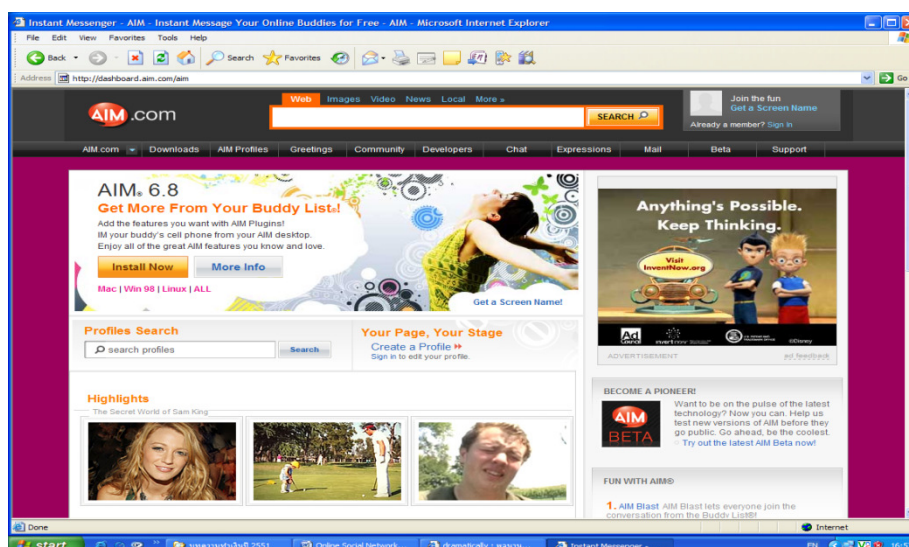 Instant Messenger - AIM - Instant Message Your Online Buddies for Free - AIM - Microsoft Internet Explorer
File Edit View Favorites Tools Help
Back Search Favorites
Address http://dashboard.aim.com/aim Go
Web Images Video News Local More »
AIM.com
SEARCH
Join the fun
Get a Screen Name
Already a member? Sign In
AIM.com Downloads AIM Profiles Greetings Community Developers Chat Expressions Mail Beta Support
AIM® 6.8
Get More From Your Buddy List®!
Add the features you want with AIM Plugins!
IM your buddy's cell phone from your AIM desktop.
Enjoy all of the great AIM features you know and love.
Install Now More Info
Mac | Win 98 | Linux | ALL
Get a Screen Name!
Anything's Possible.
Keep Thinking.
Visit
InventNow.org
Ad
©Disney
ADVERTISEMENT ad feedback
Profiles Search
search profiles Search
Your Page, Your Stage
Create a Profile »
Sign in to edit your profile.
Highlights
The Secret World of Sam King
BECOME A PIONEER!
AIM
BETA
Want to be on the pulse of the latest
technology? Now you can. Help us
test new versions of AIM before they
go public. Go ahead, be the coolest.
Try out the latest AIM Beta now!
FUN WITH AIM®
1. AIM Blast AIM Blast lets everyone join the
conversation from the Buddy List®!
Done Internet
start 2551 Online Social Network dramatically : Instant Messenger - EN